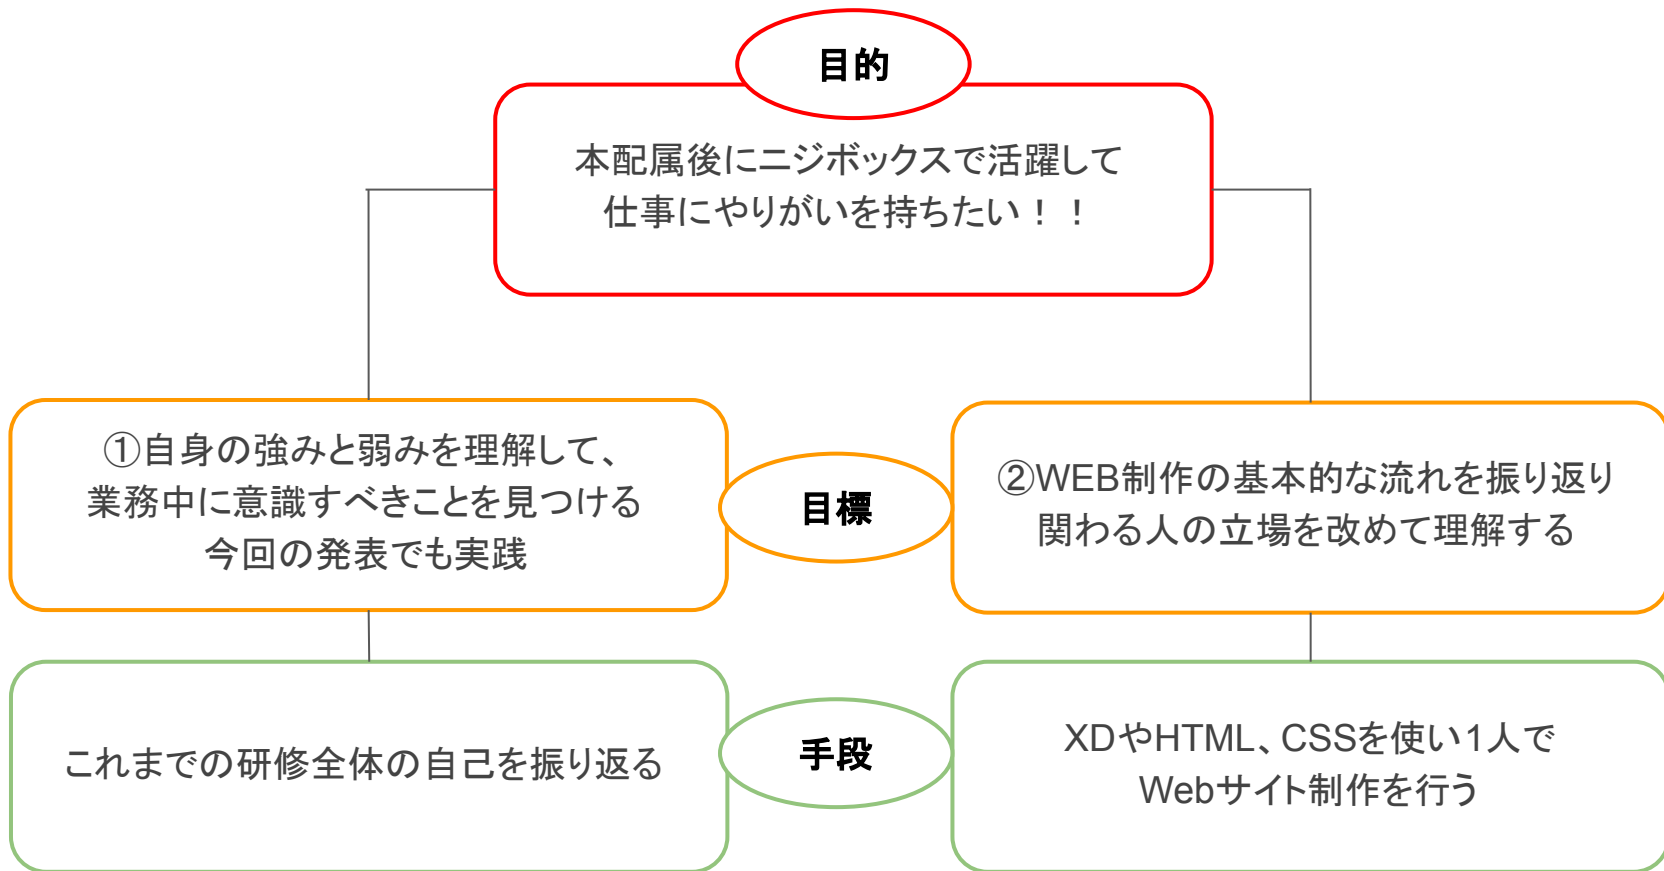 目的
本配属後にニジボックスで活躍して
仕事にやりがいを持ちたい！！
①自身の強みと弱みを理解して、
業務中に意識すべきことを見つける
今回の発表でも実践
目標
②WEB制作の基本的な流れを振り返り
関わる人の立場を改めて理解する
これまでの研修全体の自己を振り返る
手段
XDやHTML、CSSを使い1人で
Webサイト制作を行う